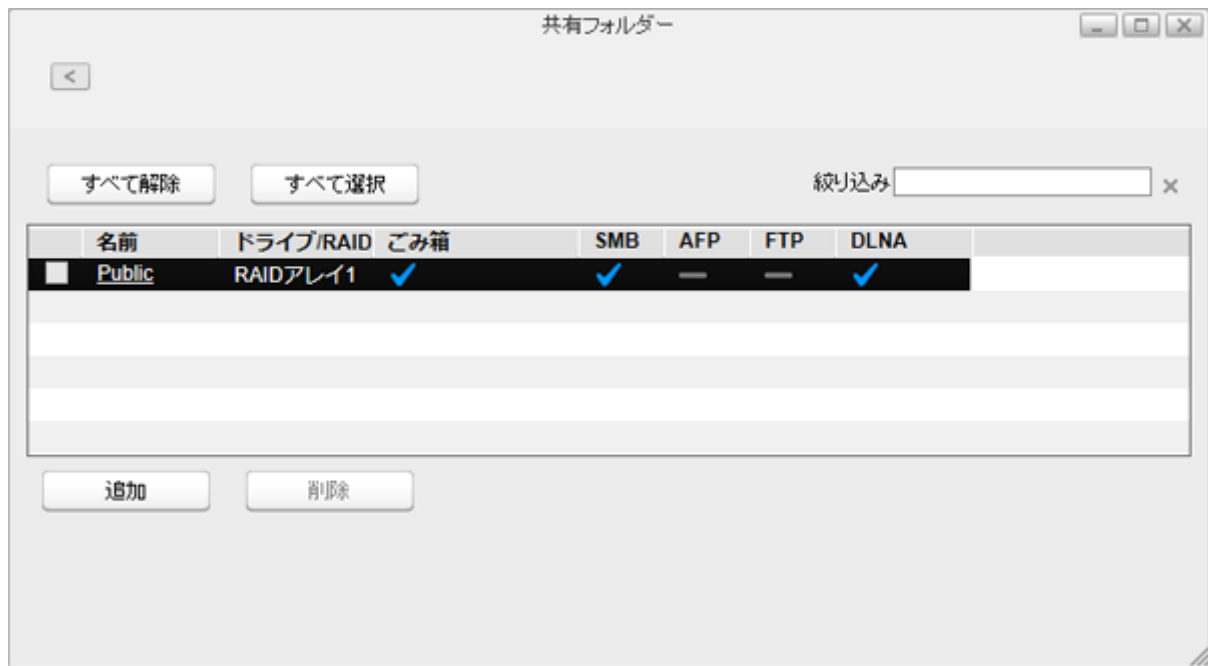 共有フォルダー
<
すべて解除 すべて選択 絞り込み
名前 ドライブ/RAID ごみ箱 SMB AFP FTP DLNA
Public RAIDアレイ1
追加 削除